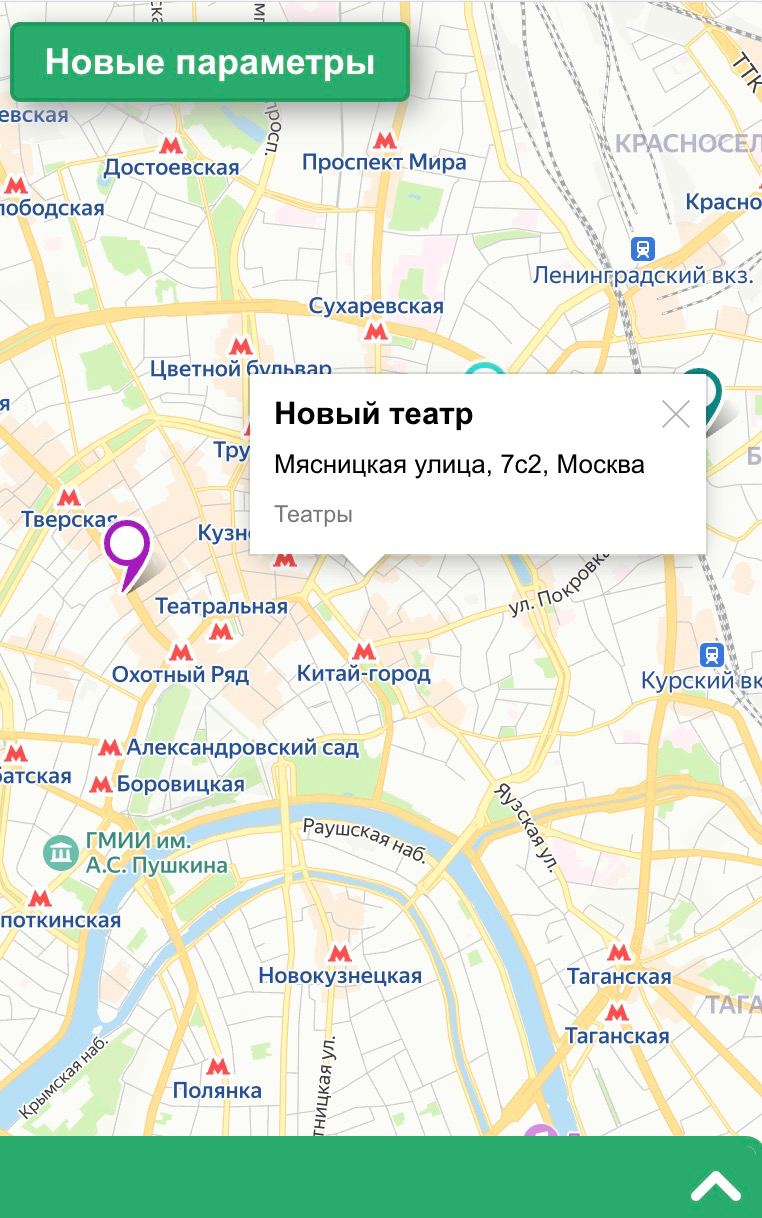 Новые параметры
ТТК
просп.
евская
Достоевская
Проспект Мира
КРАСНОСЕЛ
лободская
Красно
Ленинградский вкз.
Сухаревская
Цветной бульвар
я
Новый театр
Мясницкая улица, 7с2, Москва
Театры
Тру
Б
Тверская
Кузн
ул. Покровка
Театральная
Охотный Ряд
Китай-город
Курский вк
Александровский сад
батская
Боровицкая
Яузская ул.
Раушская наб.
ГМИИ им.
А.С. Пушкина
поткинская
Новокузнецкая
Таганская
ТАГА
Таганская
Крымская наб.
Полянка
тницкая ул.